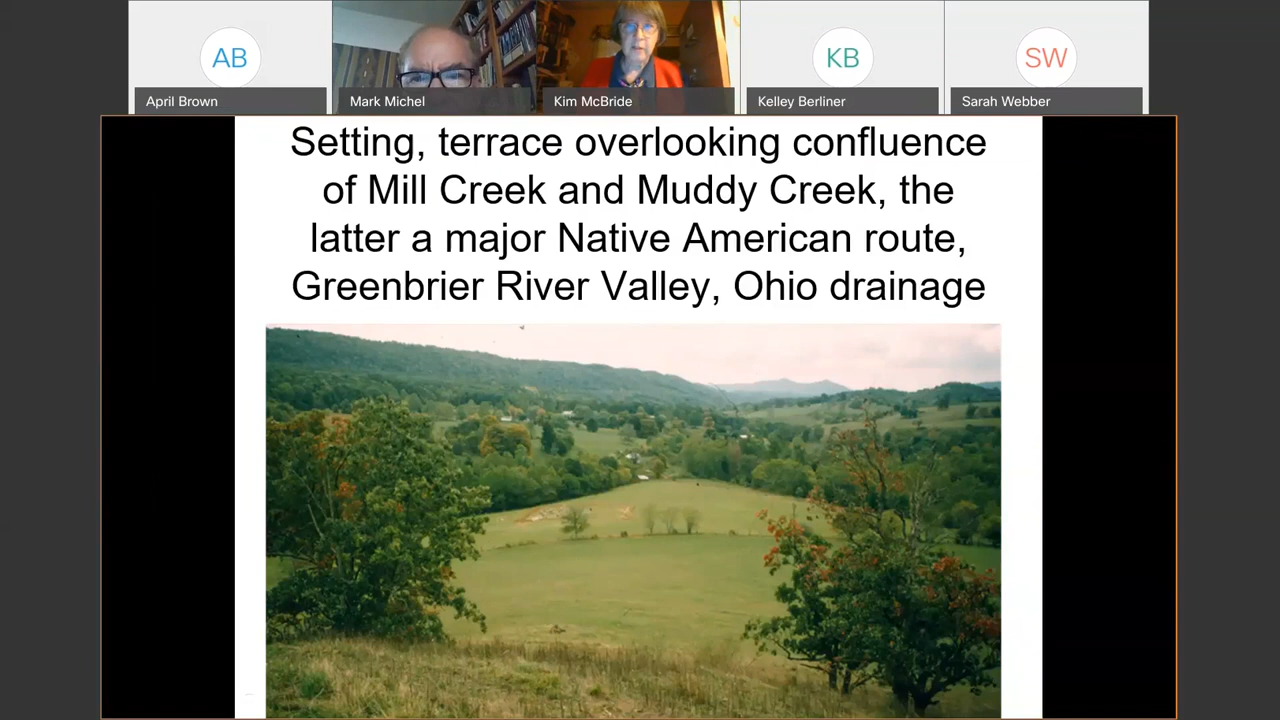 AB
April Brown
Mark Michel
Kim McBride
KB
Kelley Berliner
SW
Sarah Webber
Setting, terrace overlooking confluence
of Mill Creek and Muddy Creek, the
latter a major Native American route,
Greenbrier River Valley, Ohio drainage